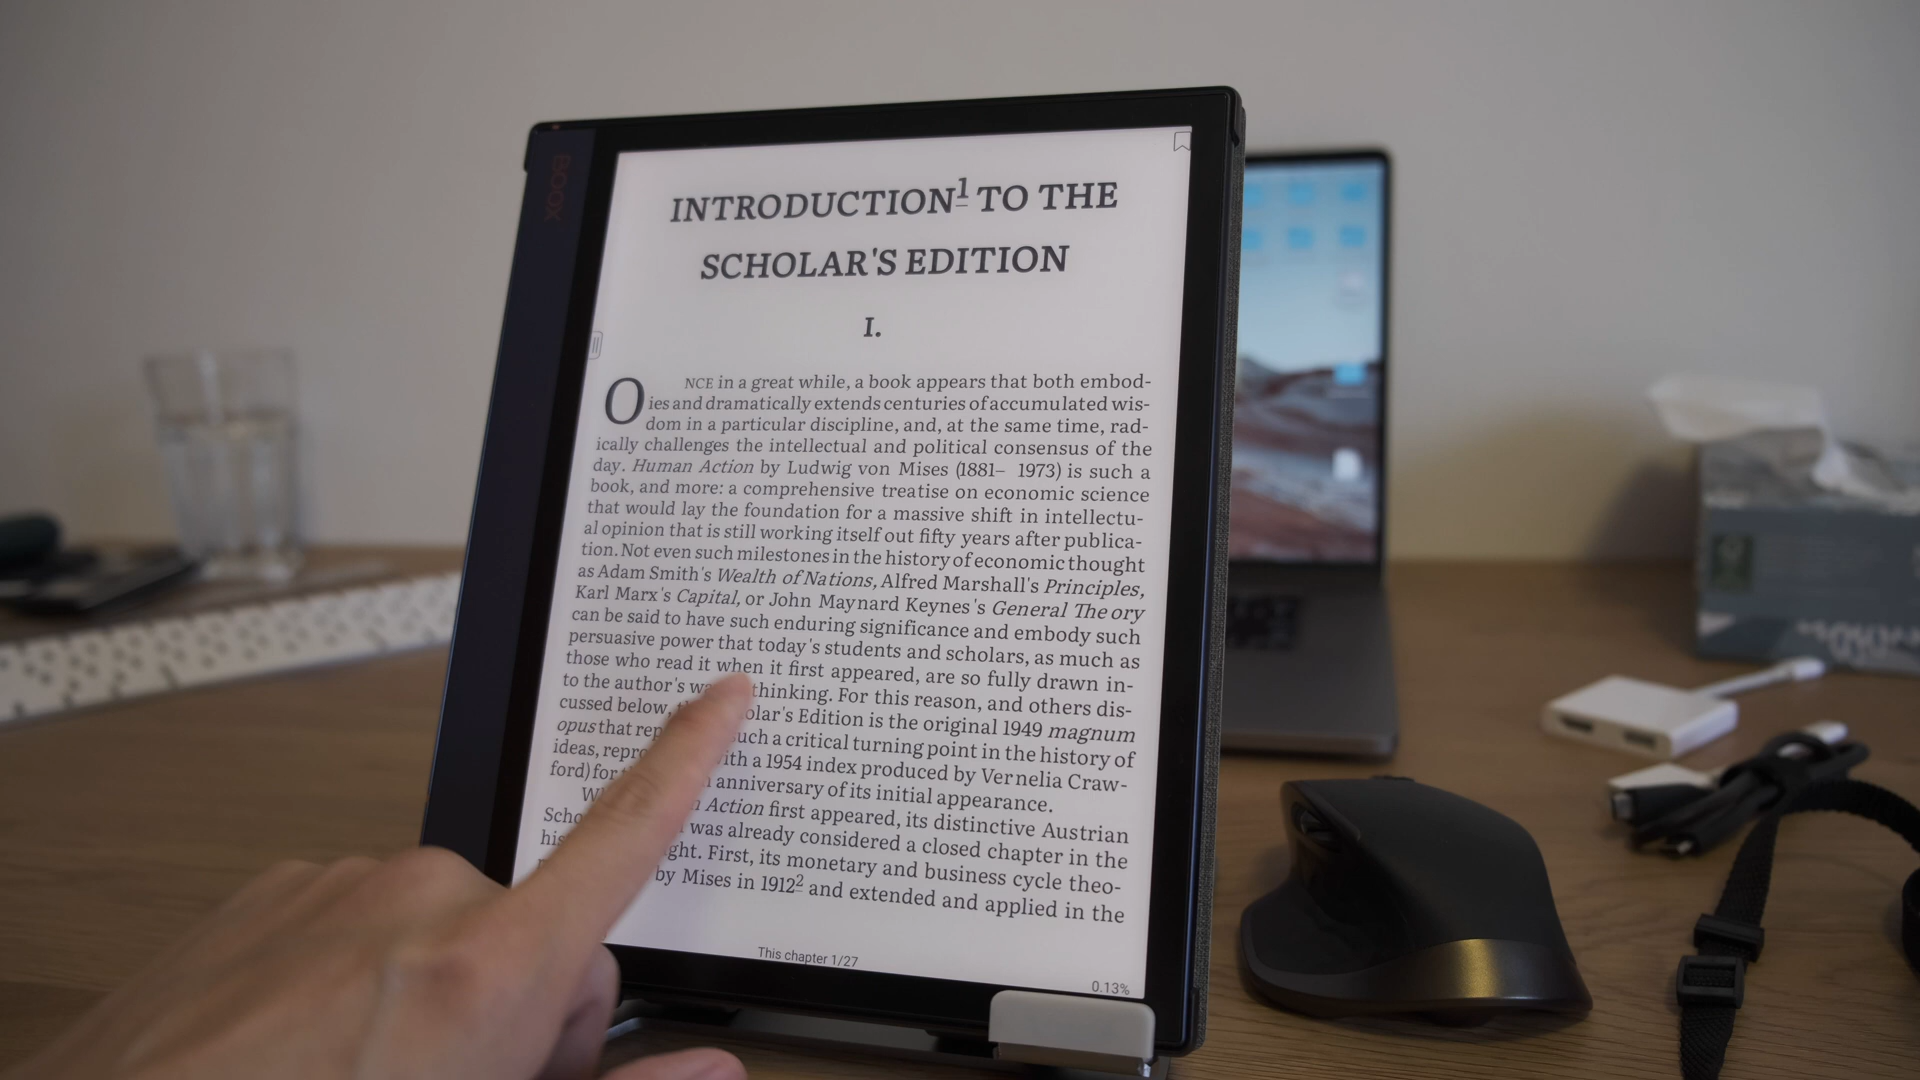 BOOX
INTRODUCTION1 TO THE
SCHOLAR'S EDITION
I.
ONCE in a great while, a book appears that both embod-
ies and dramatically extends centuries of accumulated wis-
dom in a particular discipline, and, at the same time, rad-
ically challenges the intellectual and political consensus of the
day. Human Action by Ludwig von Mises (1881– 1973) is such a
book, and more: a comprehensive treatise on economic science
that would lay the foundation for a massive shift in intellectu-
al opinion that is still working itself out fifty years after publica-
tion. Not even such milestones in the history of economic thought
as Adam Smith's Wealth of Nations, Alfred Marshall's Principles,
Karl Marx's Capital, or John Maynard Keynes's General The ory
can be said to have such enduring significance and embody such
persuasive power that today's students and scholars, as much as
those who read it when it first appeared, are so fully drawn in-
to the author's thinking. For this reason, and others dis-
cussed below, Edition is the original 1949 magnum
opus that such a critical turning point in the history of
ideas, with a 1954 index produced by Vernelia Craw-
ford) for anniversary of its initial appearance.
Action first appeared, its distinctive Austrian
was already considered a closed chapter in the
First, its monetary and business cycle theo-
by Mises in 19122 and extended and applied in the
This chapter 1/27
0.13%